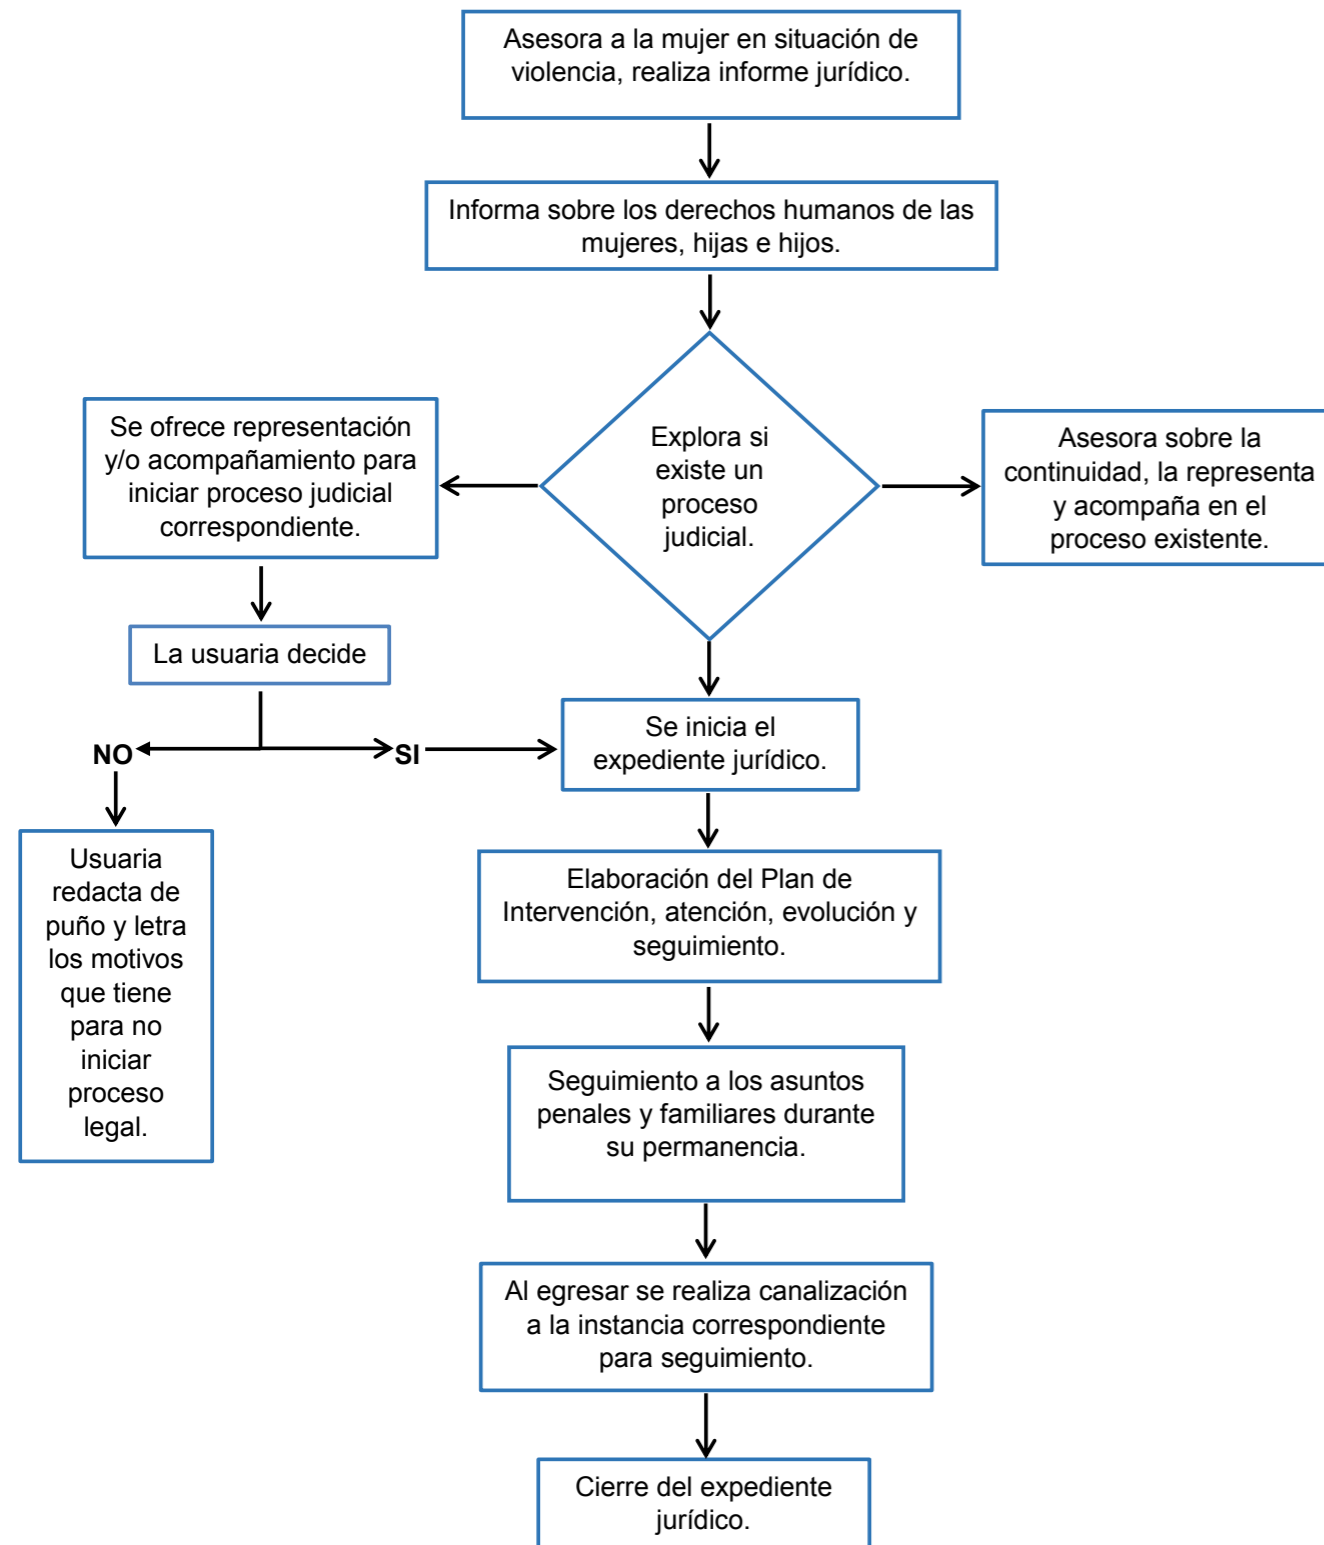 Asesora a la mujer en situación de
violencia, realiza informe jurídico.
Informa sobre los derechos humanos de las
mujeres, hijas e hijos.
Se ofrece representación
y/o acompañamiento para
iniciar proceso judicial
correspondiente.
Explora si
existe un
proceso
judicial.
Asesora sobre la
continuidad, la representa
y acompaña en el
proceso existente.
La usuaria decide
NO
SI
Se inicia el
expediente jurídico.
Usuaria
redacta de
puño y letra
los motivos
que tiene
para no
iniciar
proceso
legal.
Elaboración del Plan de
Intervención, atención, evolución y
seguimiento.
Seguimiento a los asuntos
penales y familiares durante
su permanencia.
Al egresar se realiza canalización
a la instancia correspondiente
para seguimiento.
Cierre del expediente
jurídico.